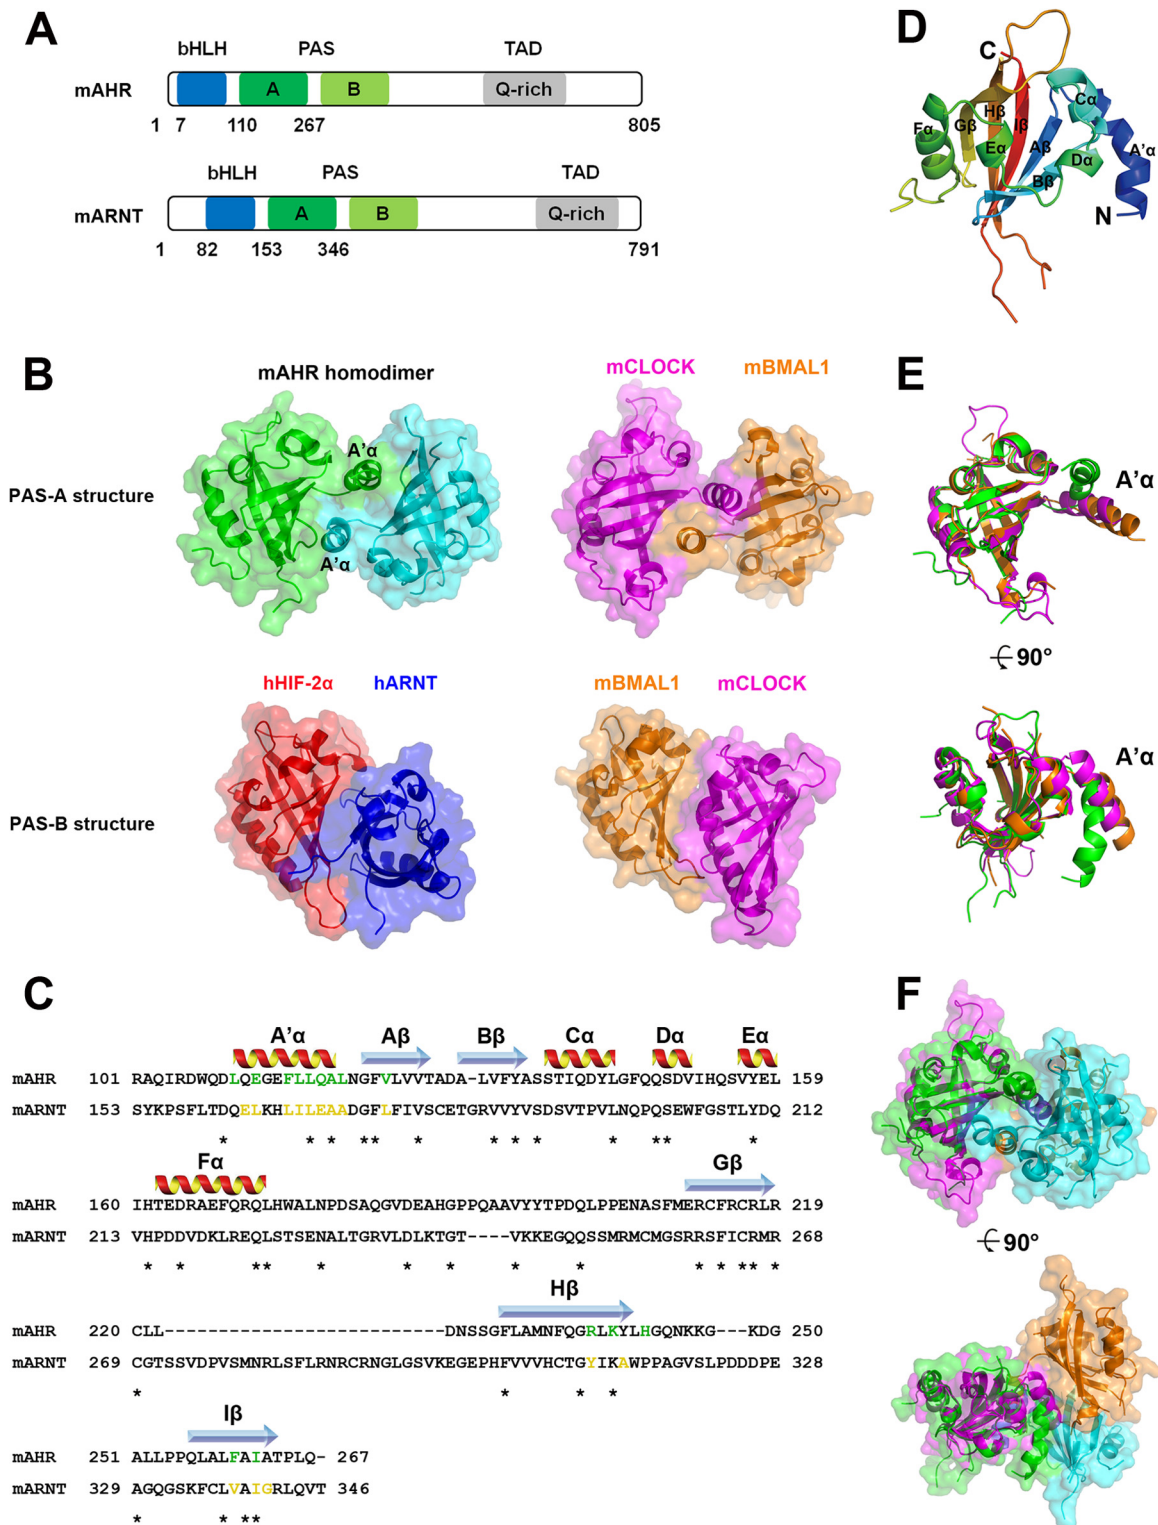 A
bHLH PAS TAD
mAHR A B Q-rich
1 7 110 267 805
bHLH PAS TAD
mARNT A B Q-rich
1 82 153 346 791
B
mAHR homodimer
mCLOCK mBMAL1
PAS-A structure
A'α
A'α
hHIF-2α hARNT
mBMAL1 mCLOCK
PAS-B structure
C
A'α Aβ Bβ Cα Dα Eα
mAHR 101 RAQIRDWQDLQEGEFLLQALNGFVLVVTADA-LVFYASSTIQDYLGFQQSDVIHQSVYEL 159
mARNT 153 SYKPSFLTDQELKHLILEAADGFLFIVSCETGRVVYVSDSVTPVLNQPQSEWFGSTLYDQ 212
* * * ** * * * * * ** *
Fα Gβ
mAHR 160 IHTEDRAEFQRQLHWALNPDSAQGVDEAHGPPQAAVYYTPDQLPPENASFMERCFRCRLR 219
mARNT 213 VHPDDVDKLREQLSTSENALTGRVLDLKTGT----VKKEGQQSSMRMCMGSRRSFICRMR 268
* * ** * * * * * * * ** *
Hβ
mAHR 220 CLL--------------------------DNSSGFLAMNFQGRLKYLHGQNKKG---KDG 250
mARNT 269 CGTSSVDPVSMNRLSFLRNRCRNGLGSVKEGEPHFVVVHCTGYIKAWPPAGVSLPDDDPE 328
* * * *
Iβ
mAHR 251 ALLPPQLALFAIATPLQ- 267
mARNT 329 AGQGSKFCLVAIGRLQVT 346
* * **
D
C
Cα
Hβ
Fα Gβ Iβ
Eα Aβ A'α
Dα
Bβ
N
E
A'α
90°
A'α
F
90°